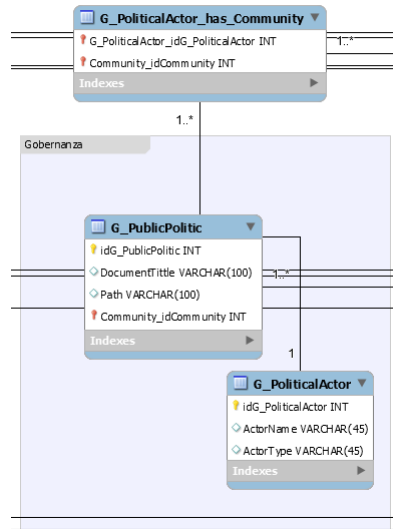 G_PoliticalActor_has_Community
G_PoliticalActor_idG_PoliticalActor INT
Community_idCommunity INT
Indexes
1..*
1..*
Gobernanza
G_PublicPolitic
idG_PublicPolitic INT
DocumentTittle VARCHAR(100)
Path VARCHAR(100)
Community_idCommunity INT
Indexes
1..*
1
G_PoliticalActor
idG_PoliticalActor INT
ActorName VARCHAR(45)
ActorType VARCHAR(45)
Indexes